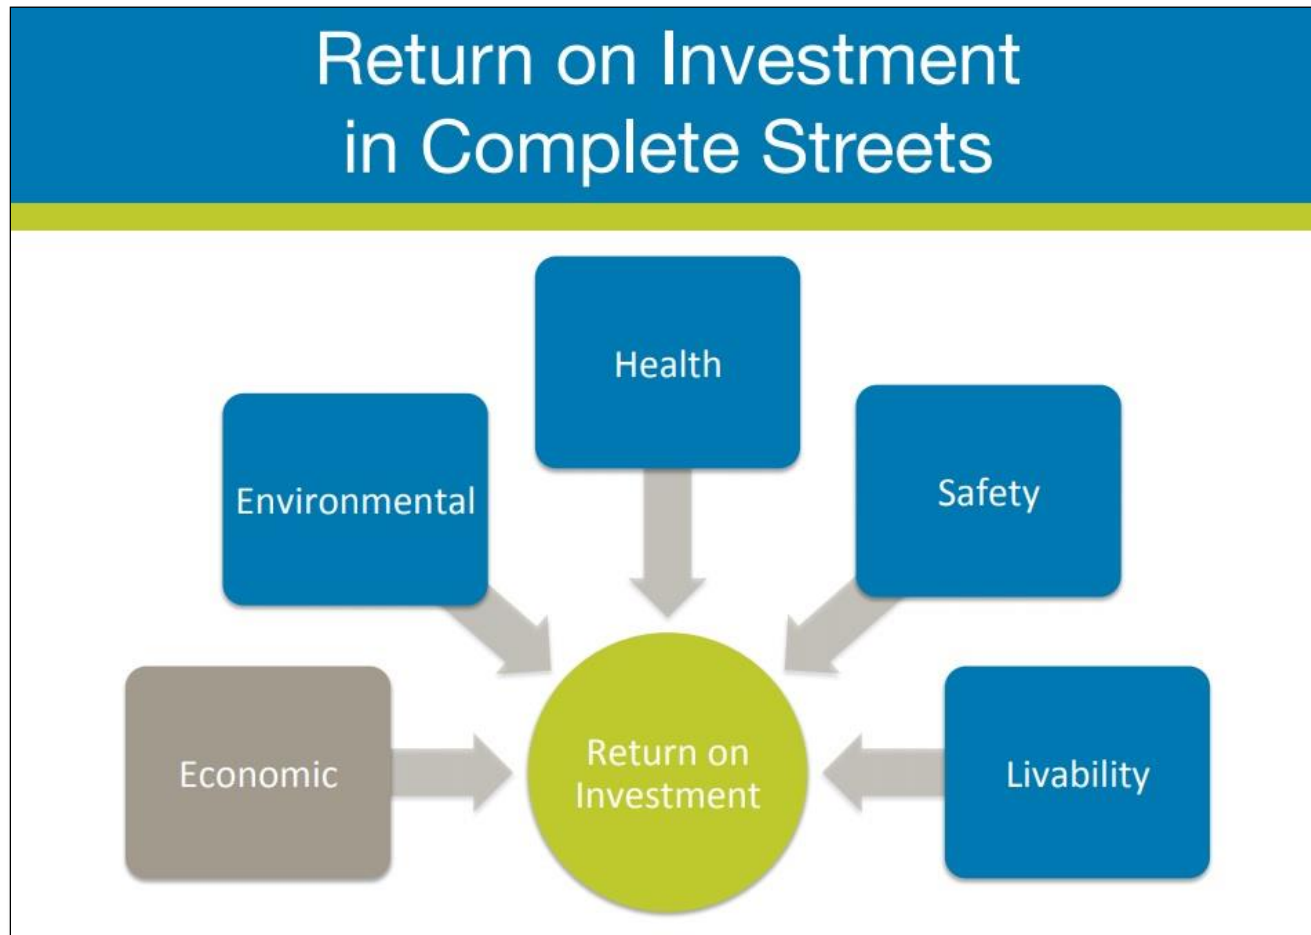 Return on Investment
in Complete Streets
Health
Environmental
Safety
Economic
Return on
Investment
Livability